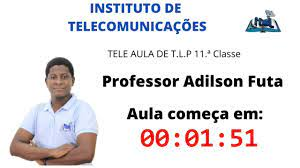 INSTITUTO DE
TELECOMUNICAÇÕES
TELE AULA DE T.L.P 11.ª Classe
Professor Adilson Futa
Aula começa em:
00:01:51